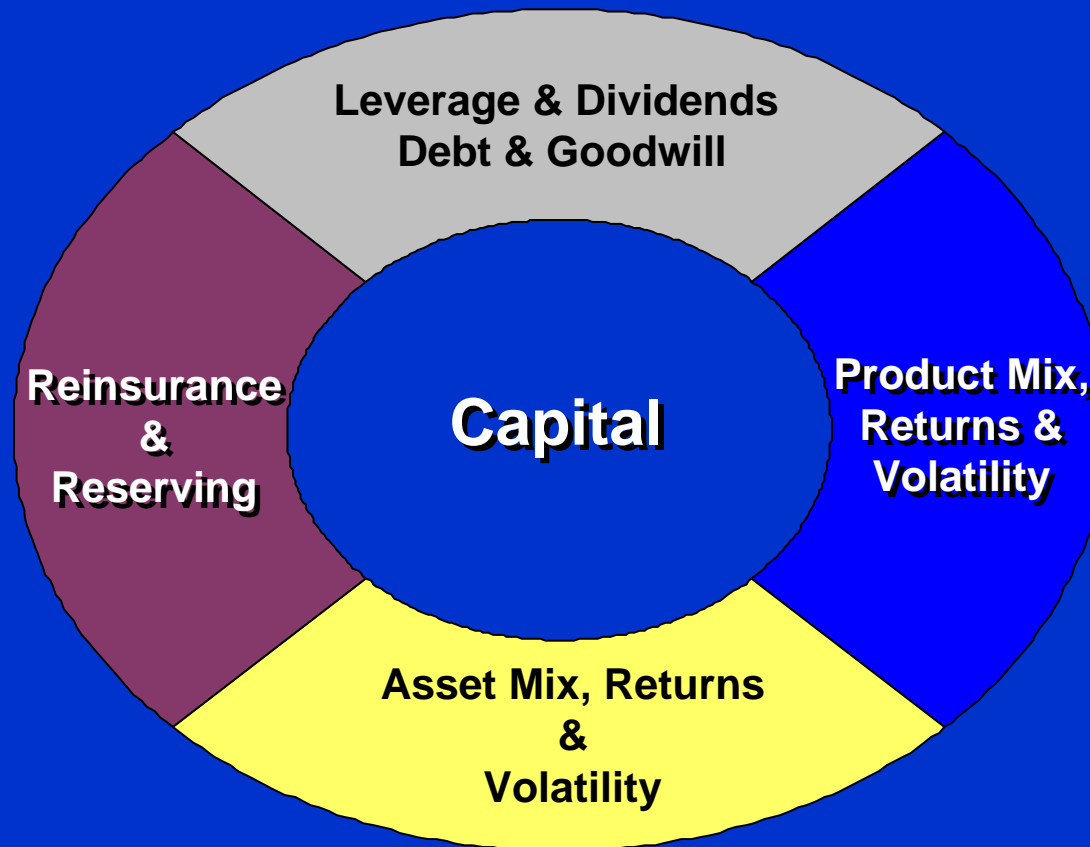 Leverage & Dividends
Debt & Goodwill
Reinsurance
&
Reserving
Capital
Product Mix,
Returns &
Volatility
Asset Mix, Returns
&
Volatility